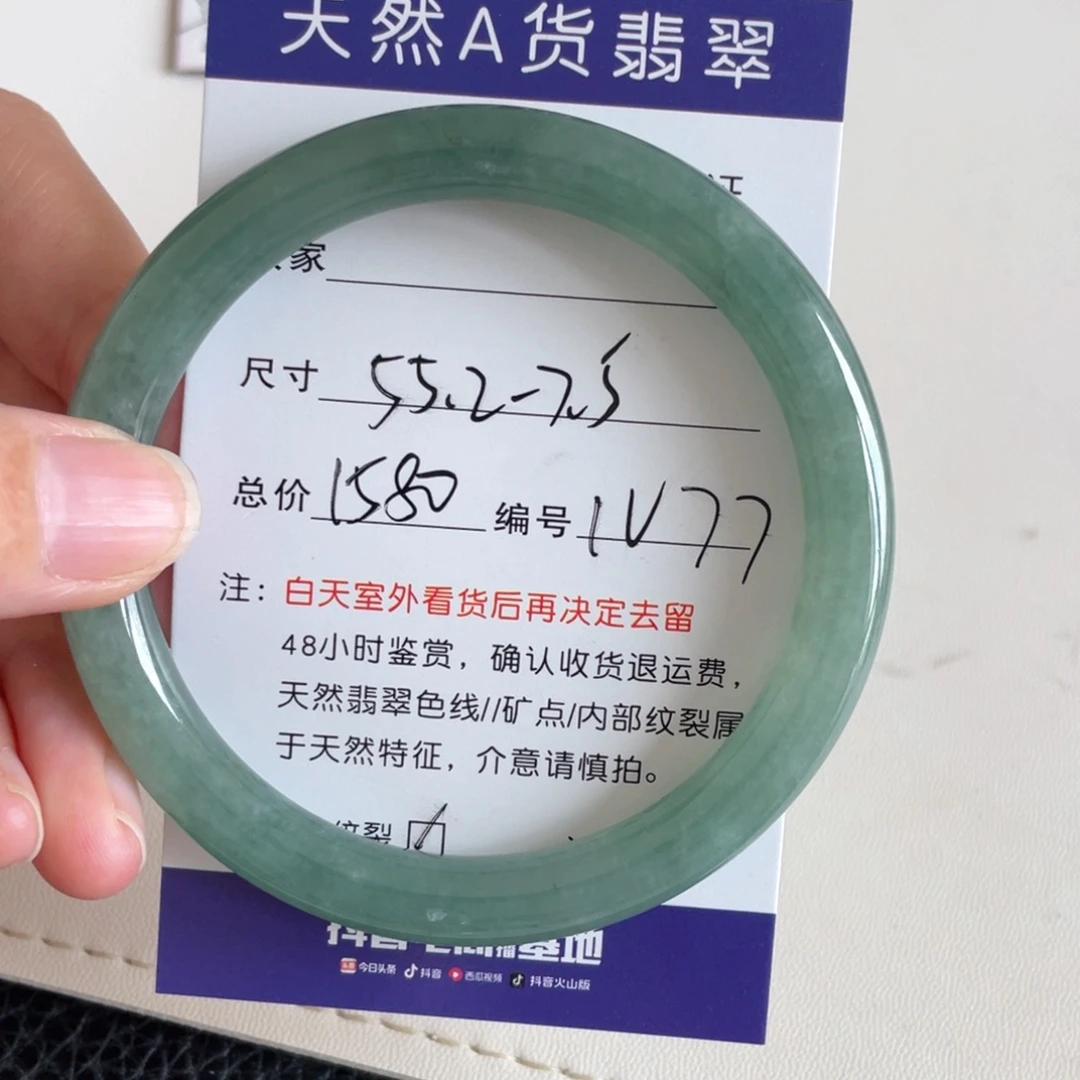 天然A货翡翠
证
家
尺寸 55.2-7.5
总价 1580 编号 1V77
注：白天室外看货后再决定去留
48小时鉴赏，确认收货退运费，
天然翡翠色线//矿点/内部纹裂属
于天然特征，介意请慎拍。
纹裂
基地
今日头条 抖音 西瓜视频 抖音火山版